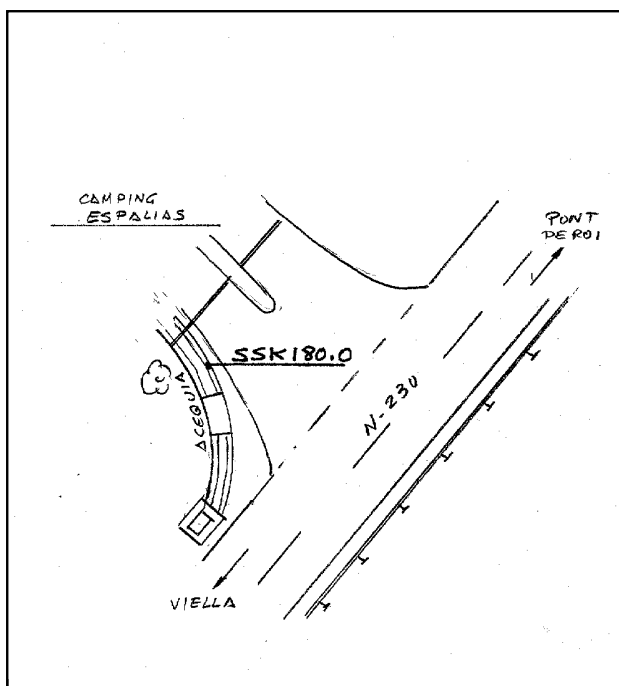 CAMPING
ESPALIAS
PONT
DE ROI
SSK180.0
ACEQUIA
N-230
VIELLA